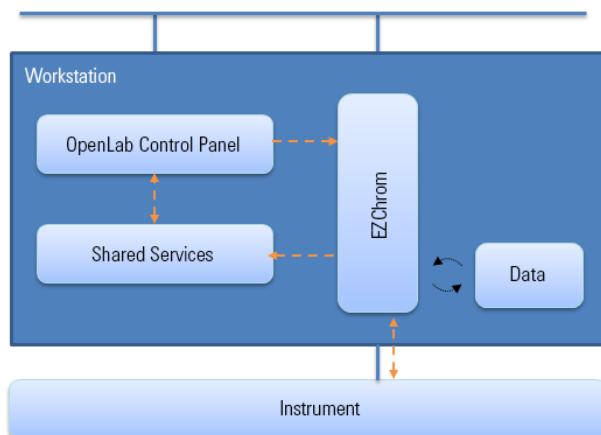 Workstation
OpenLab Control Panel
EZChrom
Shared Services
Data
Instrument